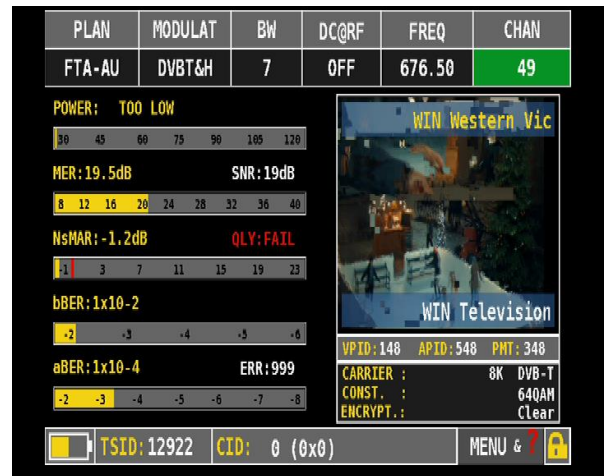 PLAN MODULAT BW DC@RF FREQ CHAN
FTA-AU DVBT&H 7 OFF 676.50 49
POWER: TOO LOW
30 45 60 75 90 105 120
MER:19.5dB SNR:19dB
8 12 16 20 24 28 32 36 40
NsMAR:-1.2dB QLY:FAIL
-1 3 7 11 15 19 23
bBER:1x10-2
-2 -3 -4 -5 -6
aBER:1x10-4 ERR:999
-2 -3 -4 -5 -6 -7 -8
WIN Western Vic
WIN Television
VPID:148 APID:548 PMT:348
CARRIER : 8K DVB-T
CONST. : 64QAM
ENCRYPT.: Clear
TSID:12922 CID: 0 (0x0) MENU & ?